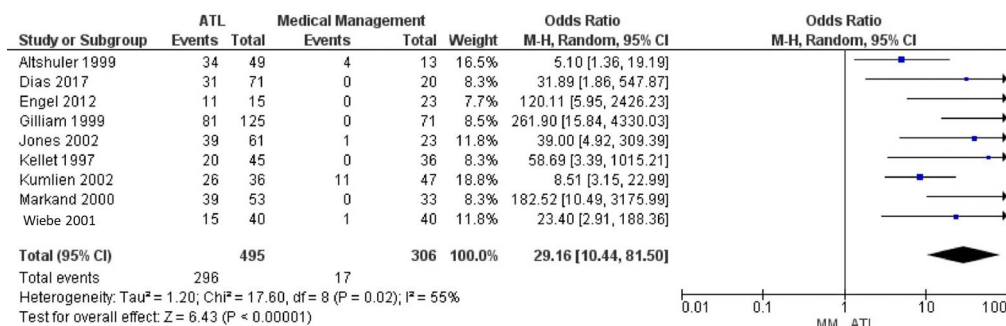 ATL Medical Management Odds Ratio Odds Ratio
Study or Subgroup Events Total Events Total Weight M-H, Random, 95% CI M-H, Random, 95% CI
Altshuler 1999 34 49 4 13 16.5% 5.10 [1.36, 19.19]
Dias 2017 31 71 0 20 8.3% 31.89 [1.86, 547.87]
Engel 2012 11 15 0 23 7.7% 120.11 [5.95, 2426.23]
Gilliam 1999 81 125 0 71 8.5% 261.90 [15.84, 4330.03]
Jones 2002 39 61 1 23 11.8% 39.00 [4.92, 309.39]
Kellet 1997 20 45 0 36 8.3% 58.69 [3.39, 1015.21]
Kumlien 2002 26 36 11 47 18.8% 8.51 [3.15, 22.99]
Markand 2000 39 53 0 33 8.3% 182.52 [10.49, 3175.99]
Wiebe 2001 15 40 1 40 11.8% 23.40 [2.91, 188.36]
Total (95% CI) 495 306 100.0% 29.16 [10.44, 81.50]
Total events 296 17
Heterogeneity: Tau² = 1.20; Chi² = 17.60, df = 8 (P = 0.02); I² = 55%
Test for overall effect: Z = 6.43 (P < 0.00001)
0.01 0.1 1 10 100
MM ATL